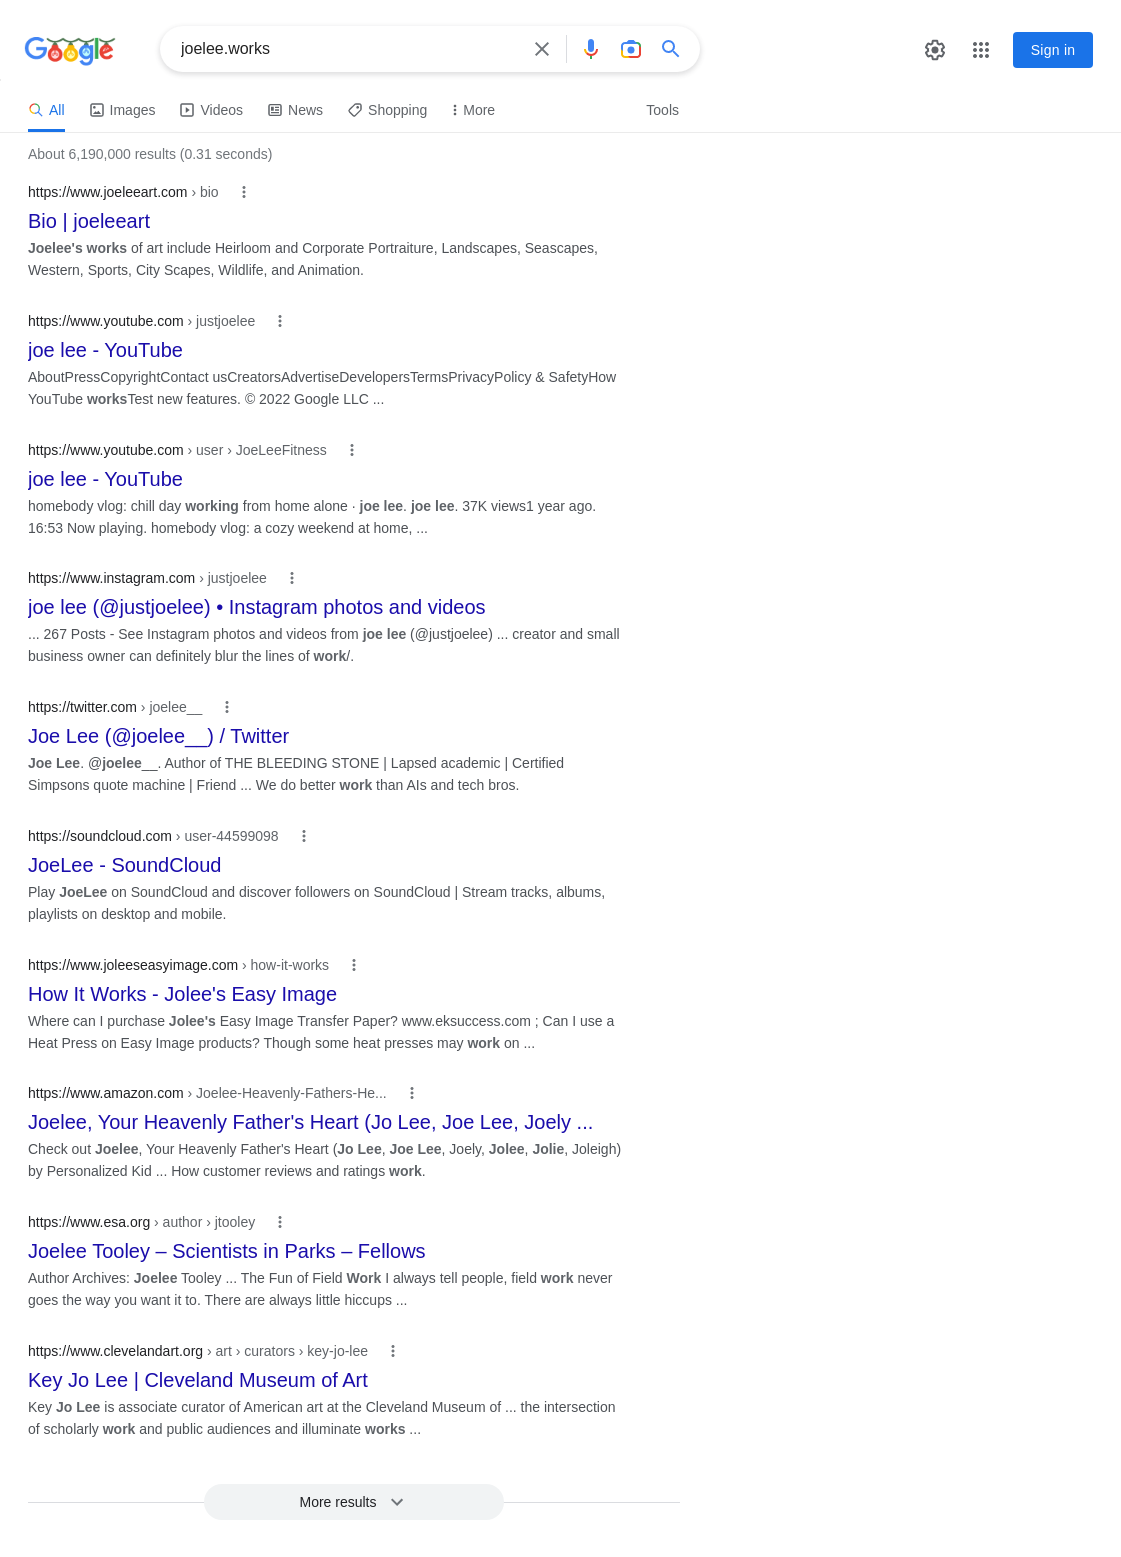 Google
joelee.works
Sign in
All
Images
Videos
News
Shopping
More
Tools
About 6,190,000 results (0.31 seconds)
https://www.joeleeart.com › bio
Bio | joeleeart
Joelee's works of art include Heirloom and Corporate Portraiture, Landscapes, Seascapes,
Western, Sports, City Scapes, Wildlife, and Animation.
https://www.youtube.com › justjoelee
joe lee - YouTube
AboutPressCopyrightContact usCreatorsAdvertiseDevelopersTermsPrivacyPolicy & SafetyHow
YouTube worksTest new features. © 2022 Google LLC ...
https://www.youtube.com › user › JoeLeeFitness
joe lee - YouTube
homebody vlog: chill day working from home alone · joe lee. joe lee. 37K views1 year ago.
16:53 Now playing. homebody vlog: a cozy weekend at home, ...
https://www.instagram.com › justjoelee
joe lee (@justjoelee) • Instagram photos and videos
... 267 Posts - See Instagram photos and videos from joe lee (@justjoelee) ... creator and small
business owner can definitely blur the lines of work/.
https://twitter.com › joelee__
Joe Lee (@joelee__) / Twitter
Joe Lee. @joelee__. Author of THE BLEEDING STONE | Lapsed academic | Certified
Simpsons quote machine | Friend ... We do better work than AIs and tech bros.
https://soundcloud.com › user-44599098
JoeLee - SoundCloud
Play JoeLee on SoundCloud and discover followers on SoundCloud | Stream tracks, albums,
playlists on desktop and mobile.
https://www.joleeseasyimage.com › how-it-works
How It Works - Jolee's Easy Image
Where can I purchase Jolee's Easy Image Transfer Paper? www.eksuccess.com ; Can I use a
Heat Press on Easy Image products? Though some heat presses may work on ...
https://www.amazon.com › Joelee-Heavenly-Fathers-He...
Joelee, Your Heavenly Father's Heart (Jo Lee, Joe Lee, Joely ...
Check out Joelee, Your Heavenly Father's Heart (Jo Lee, Joe Lee, Joely, Jolee, Jolie, Joleigh)
by Personalized Kid ... How customer reviews and ratings work.
https://www.esa.org › author › jtooley
Joelee Tooley – Scientists in Parks – Fellows
Author Archives: Joelee Tooley ... The Fun of Field Work I always tell people, field work never
goes the way you want it to. There are always little hiccups ...
https://www.clevelandart.org › art › curators › key-jo-lee
Key Jo Lee | Cleveland Museum of Art
Key Jo Lee is associate curator of American art at the Cleveland Museum of ... the intersection
of scholarly work and public audiences and illuminate works ...
More results